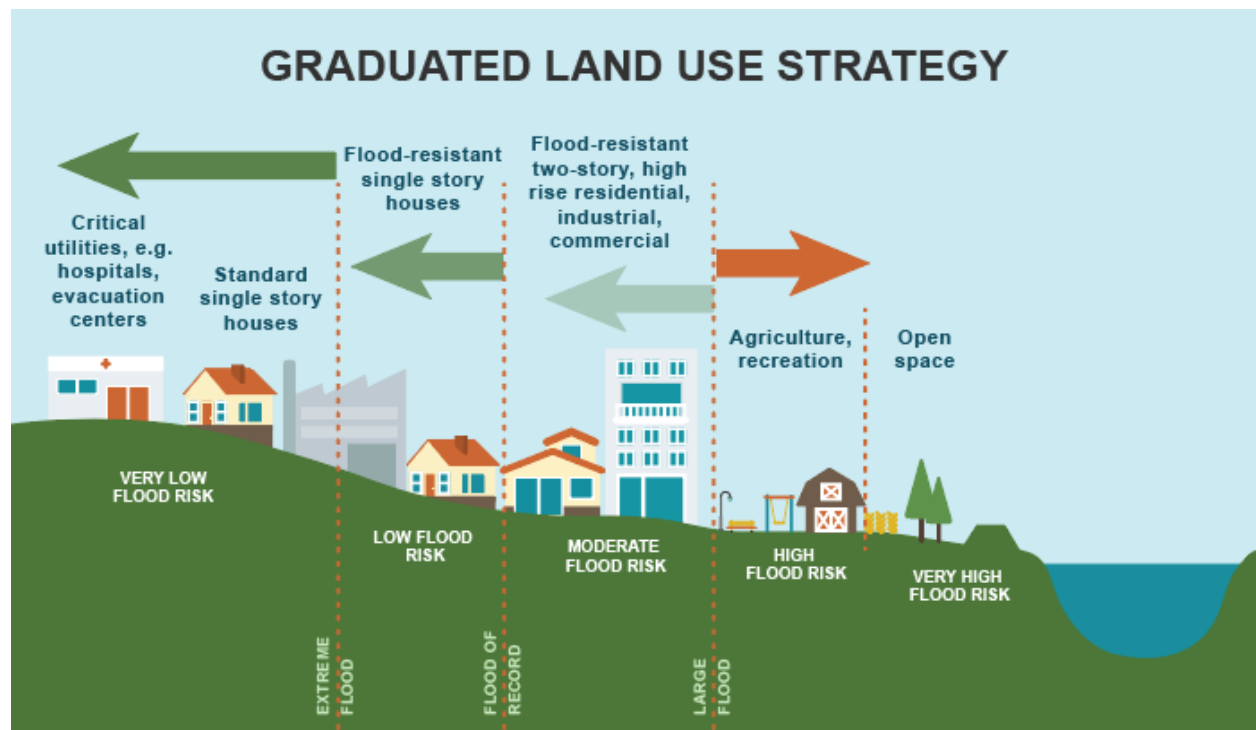 GRADUATED LAND USE STRATEGY
Critical
utilities, e.g.
hospitals,
evacuation
centers
Standard
single story
houses
Flood-resistant
single story
houses
Flood-resistant
two-story, high
rise residential,
industrial,
commercial
Agriculture,
recreation
Open
space
VERY LOW
FLOOD RISK
LOW FLOOD
RISK
MODERATE
FLOOD RISK
HIGH
FLOOD RISK
VERY HIGH
FLOOD RISK
EXTREME
FLOOD
FLOOD OF
RECORD
LARGE
FLOOD